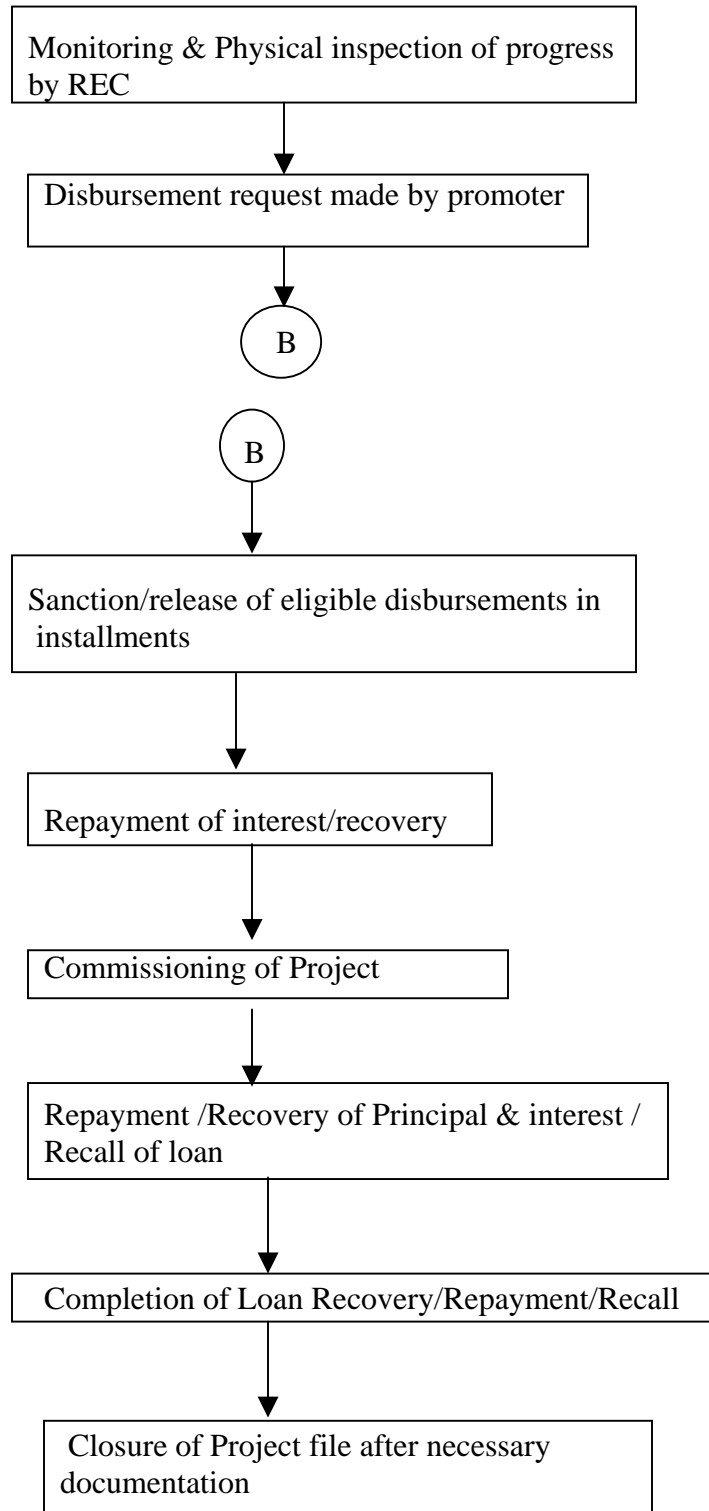 Monitoring & Physical inspection of progress
by REC
Disbursement request made by promoter
B
B
Sanction/release of eligible disbursements in
installments
Repayment of interest/recovery
Commissioning of Project
Repayment /Recovery of Principal & interest /
Recall of loan
Completion of Loan Recovery/Repayment/Recall
Closure of Project file after necessary
documentation